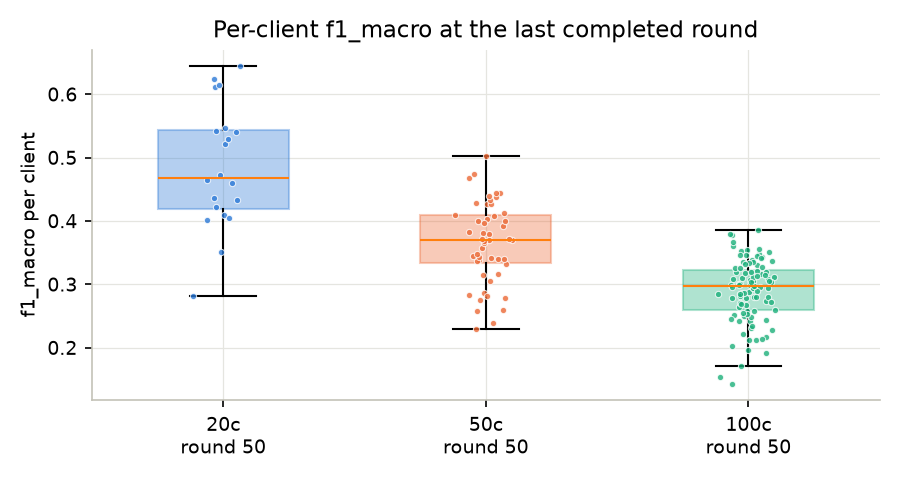 Per-client f1_macro at the last completed round
f1_macro per client
0.6
0.5
0.4
0.3
0.2
20c
round 50
50c
round 50
100c
round 50